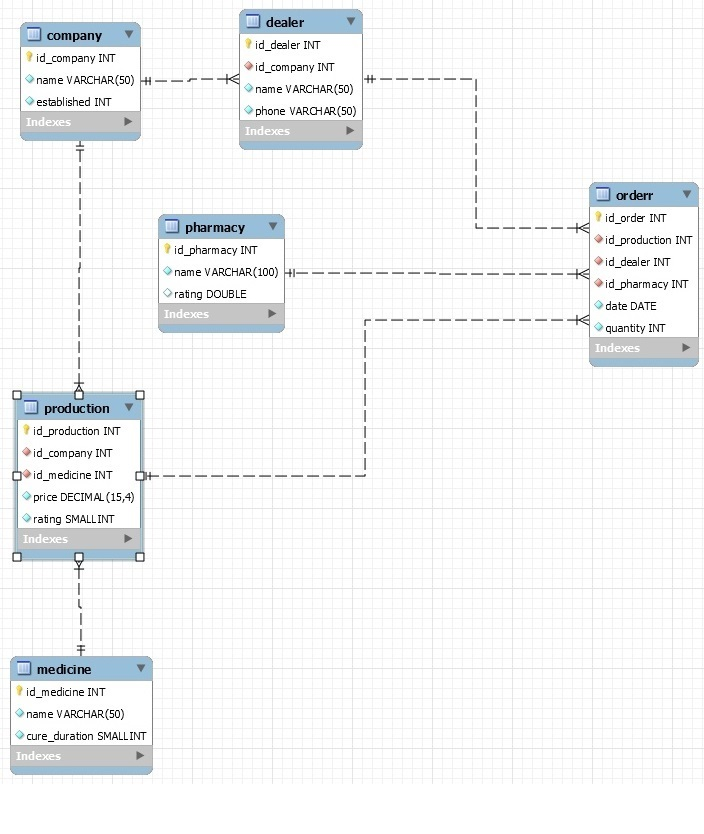 company
id_company INT
name VARCHAR(50)
established INT
Indexes
dealer
id_dealer INT
id_company INT
name VARCHAR(50)
phone VARCHAR(50)
Indexes
pharmacy
id_pharmacy INT
name VARCHAR(100)
rating DOUBLE
Indexes
orderr
id_order INT
id_production INT
id_dealer INT
id_pharmacy INT
date DATE
quantity INT
Indexes
production
id_production INT
id_company INT
id_medicine INT
price DECIMAL(15,4)
rating SMALLINT
Indexes
medicine
id_medicine INT
name VARCHAR(50)
cure_duration SMALLINT
Indexes